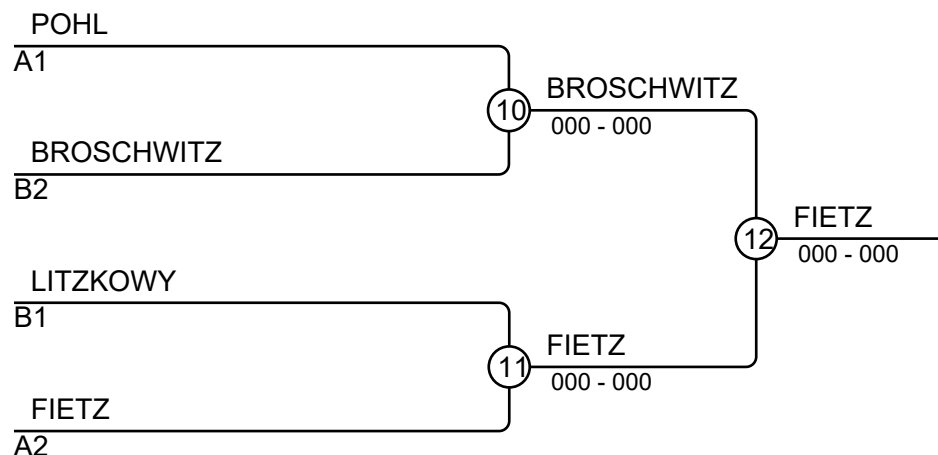 POHL
A1
10
BROSCHWITZ
000 - 000
BROSCHWITZ
B2
12
FIETZ
000 - 000
LITZKOWY
B1
11
FIETZ
000 - 000
FIETZ
A2